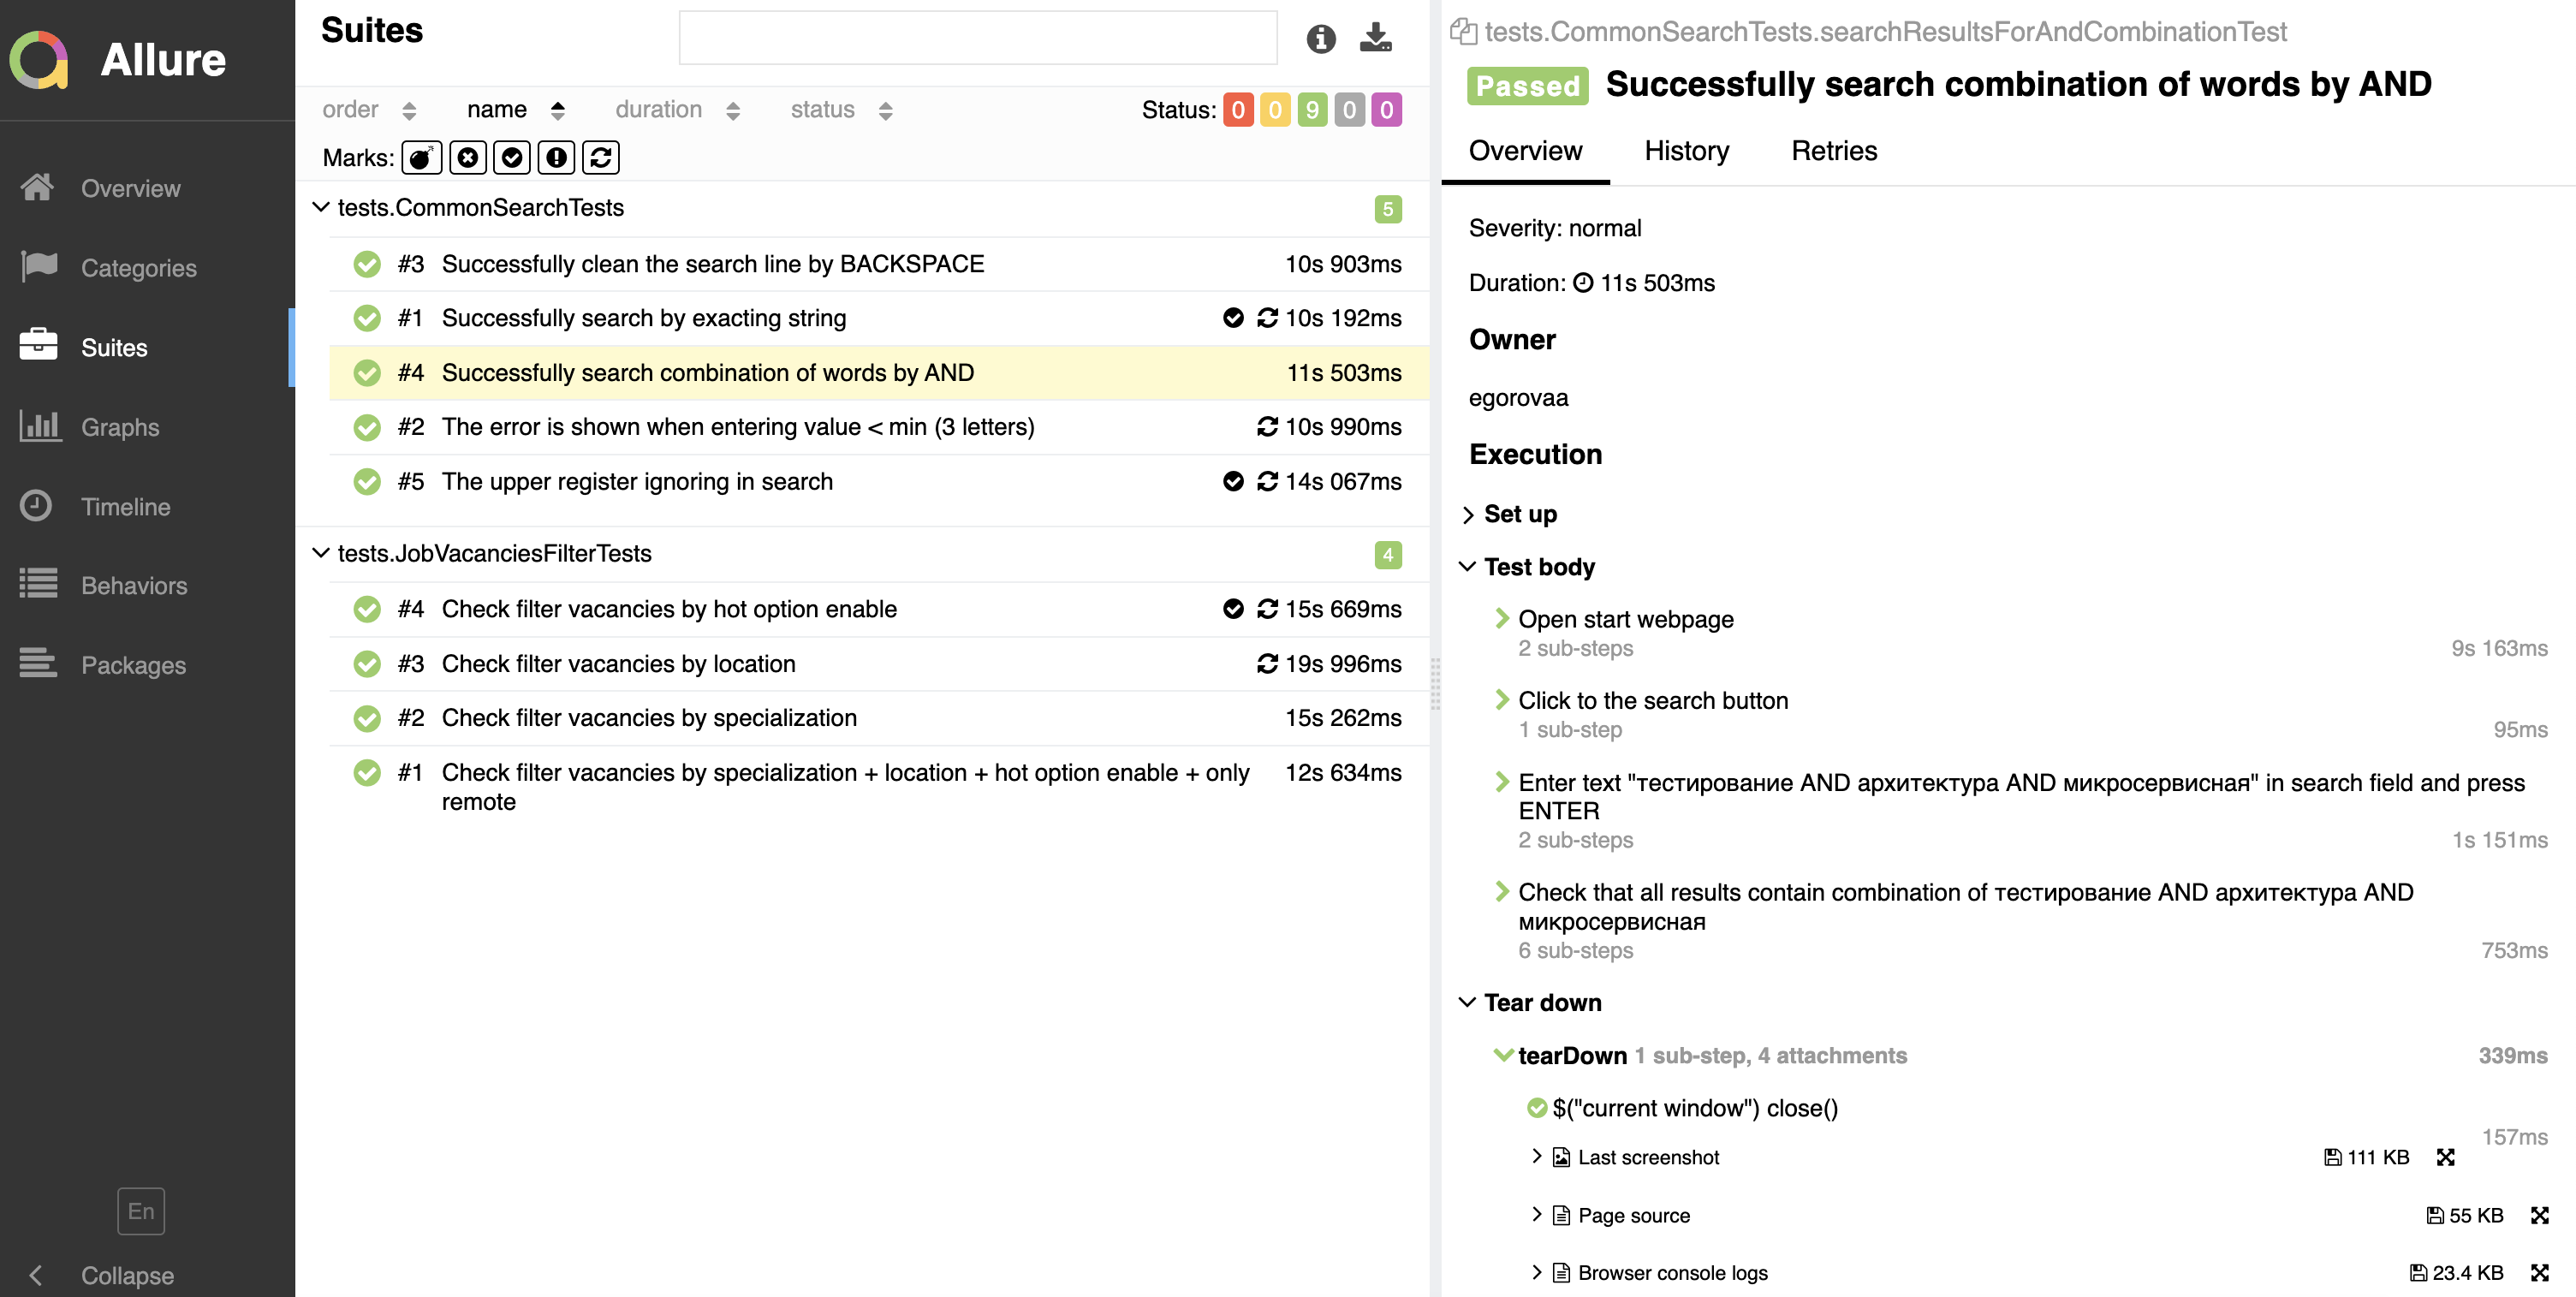 Allure
Overview
Categories
Suites
Graphs
Timeline
Behaviors
Packages
En
Collapse
Suites
order name duration status
Status: 0 0 9 0 0
Marks:
tests.CommonSearchTests 5
#3 Successfully clean the search line by BACKSPACE 10s 903ms
#1 Successfully search by exacting string 10s 192ms
#4 Successfully search combination of words by AND 11s 503ms
#2 The error is shown when entering value < min (3 letters) 10s 990ms
#5 The upper register ignoring in search 14s 067ms
tests.JobVacanciesFilterTests 4
#4 Check filter vacancies by hot option enable 15s 669ms
#3 Check filter vacancies by location 19s 996ms
#2 Check filter vacancies by specialization 15s 262ms
#1 Check filter vacancies by specialization + location + hot option enable + only 12s 634ms
remote
tests.CommonSearchTests.searchResultsForAndCombinationTest
Passed Successfully search combination of words by AND
Overview History Retries
Severity: normal
Duration: 11s 503ms
Owner
egorovaa
Execution
Set up
Test body
Open start webpage
2 sub-steps 9s 163ms
Click to the search button
1 sub-step 95ms
Enter text "тестирование AND архитектура AND микросервисная" in search field and press
ENTER
2 sub-steps 1s 151ms
Check that all results contain combination of тестирование AND архитектура AND
микросервисная
6 sub-steps 753ms
Tear down
tearDown 1 sub-step, 4 attachments 339ms
$("current window") close()
157ms
Last screenshot 111 KB
Page source 55 KB
Browser console logs 23.4 KB